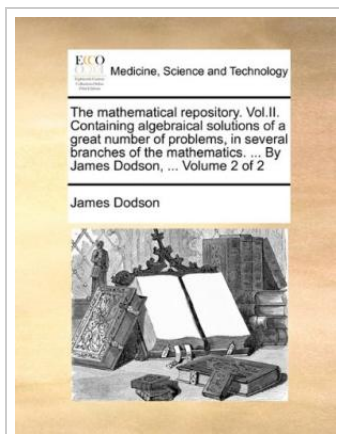 ECCO
Medicine, Science and Technology
The mathematical repository. Vol.II.
Containing algebraical solutions of a
great number of problems, in several
branches of the mathematics. ... By
James Dodson, ... Volume 2 of 2
James Dodson